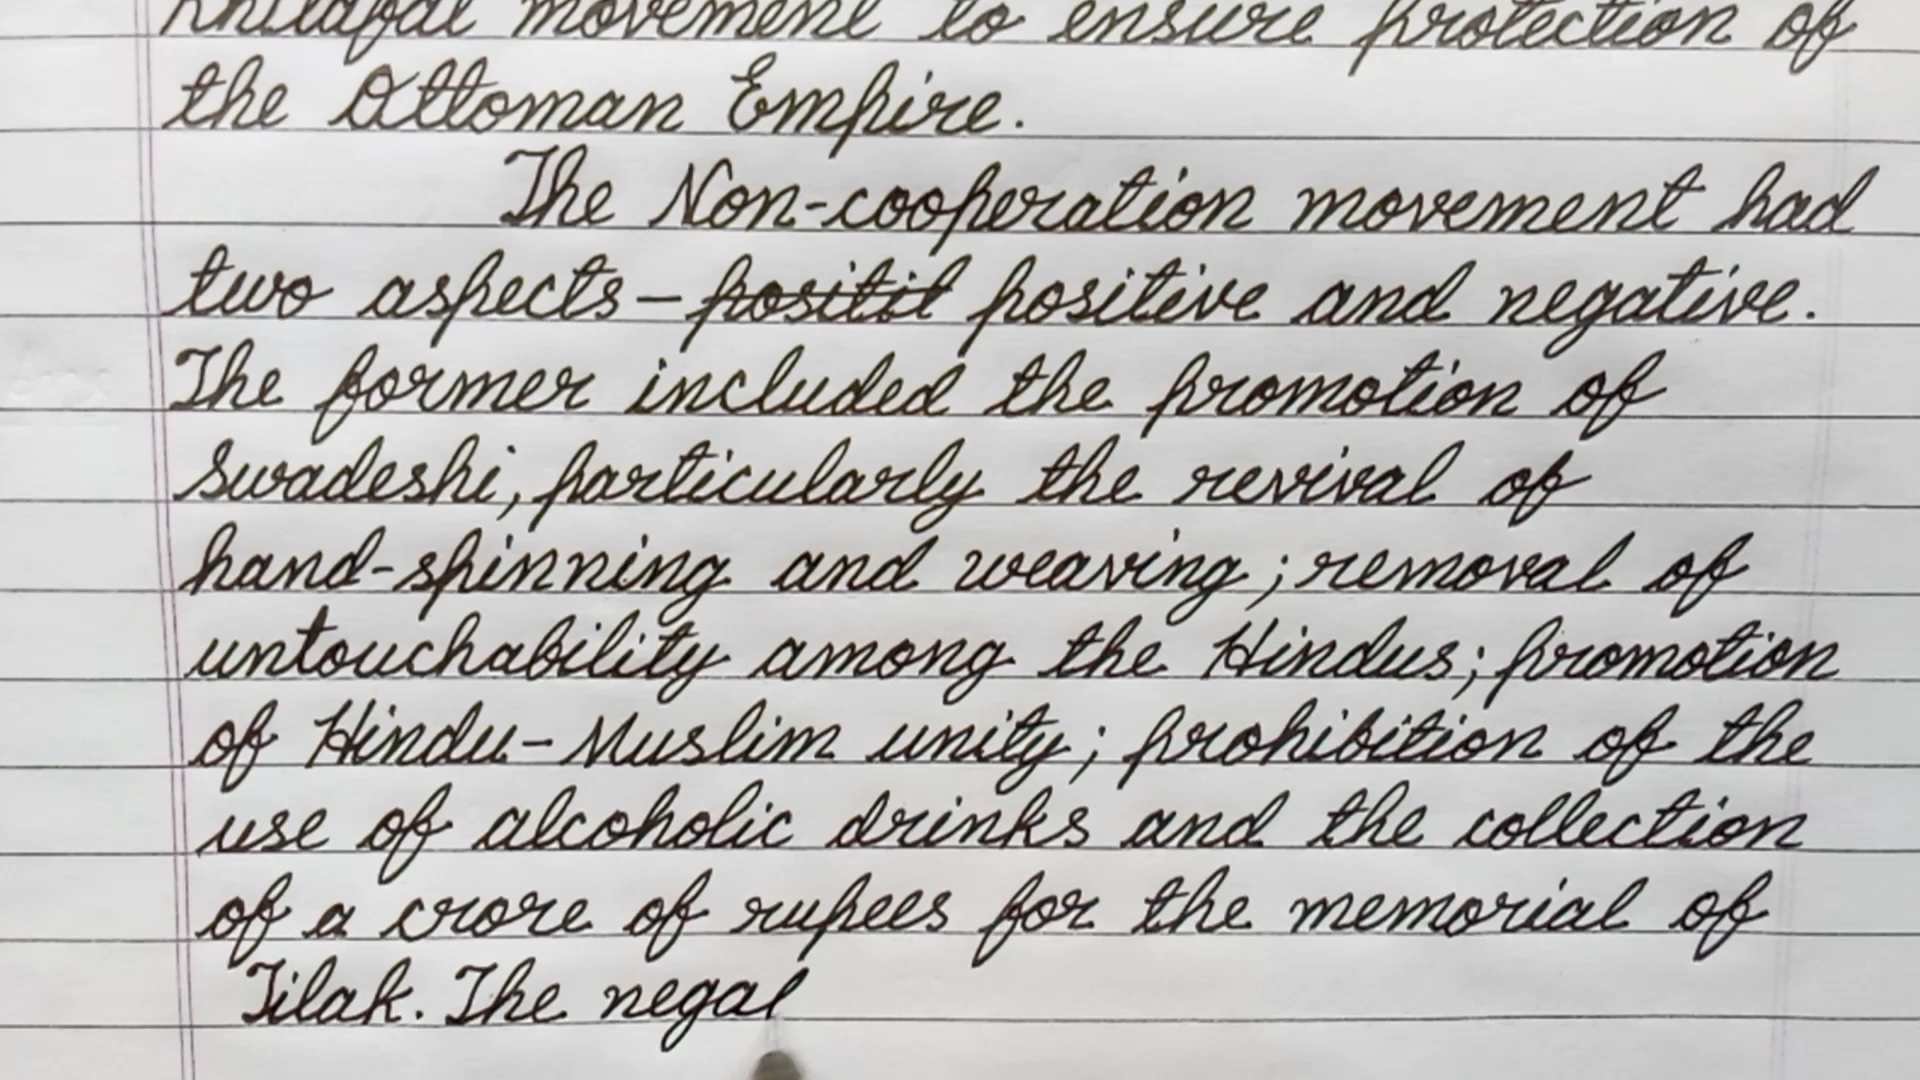 Khilafat movement to ensure protection of
the Ottoman Empire.
The Non-cooperation movement had
two aspects - positit positive and negative.
The former included the promotion of
Swadeshi, particularly the revival of
hand-spinning and weaving; removal of
untouchability among the Hindus; promotion
of Hindu-Muslim unity; prohibition of the
use of alcoholic drinks and the collection
of a crore of rupees for the memorial of
Tilak. The negat